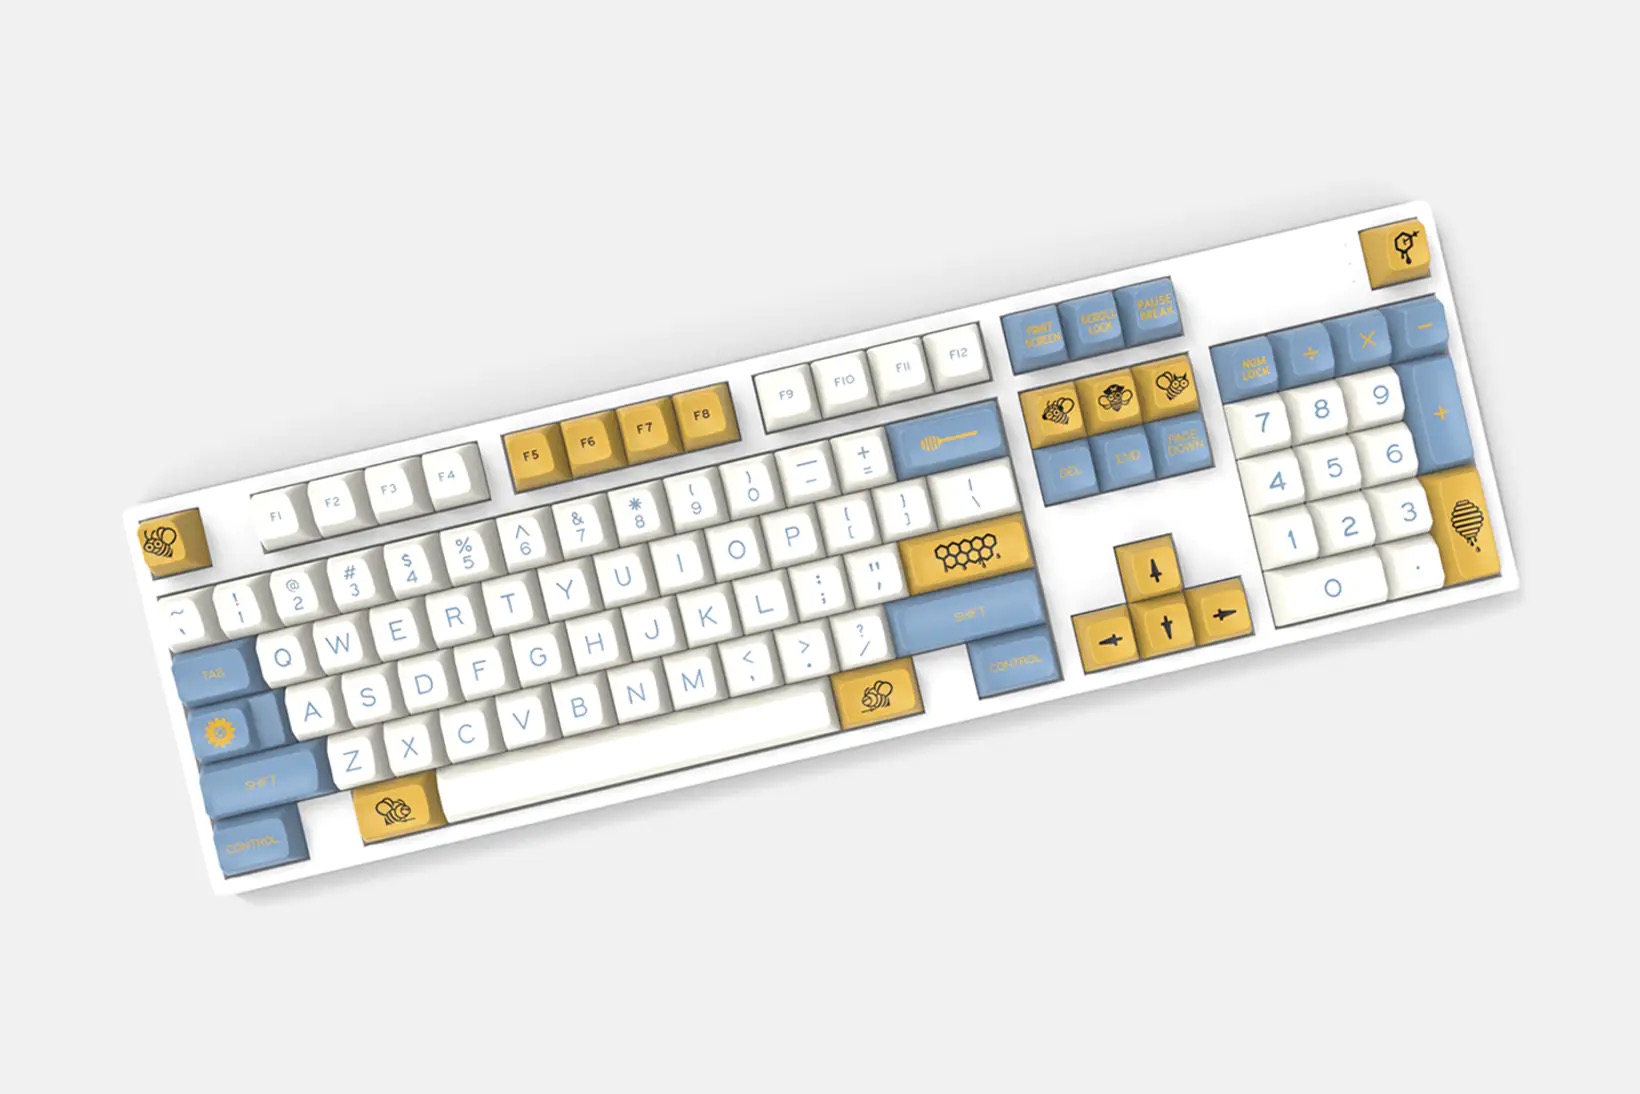 F1 F2 F3 F4 F5 F6 F7 F8 F9 F10 F11 F12
PRINT
SCREEN
SCROLL
LOCK
PAUSE
BREAK
~ ! @ # $ % ^ & * ( ) — +
` 1 2 3 4 5 6 7 8 9 0 - =
TAB Q W E R T Y U I O P { } |
[ ] \
A S D F G H J K L : "
; '
SHIFT Z X C V B N M < > ? SHIFT
, . /
CONTROL CONTROL
DEL END PAGE
DOWN
NUM
LOCK ÷ × −
7 8 9 +
4 5 6
1 2 3
0 .